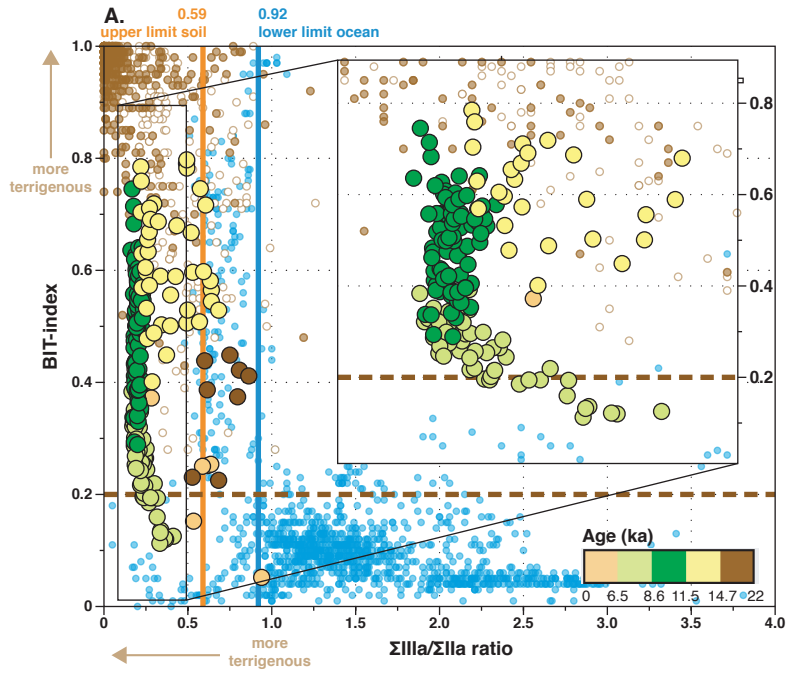 A.
0.59
upper limit soil
0.92
lower limit ocean
more
terrigenous
BIT-index
1.0
0.8
0.6
0.4
0.2
0
0.8
0.6
0.4
0.2
Age (ka)
0 6.5 8.6 11.5 14.7 22
0 0.5 1.0 1.5 2.0 2.5 3.0 3.5 4.0
more
terrigenous
ΣIIIa/ΣIIa ratio